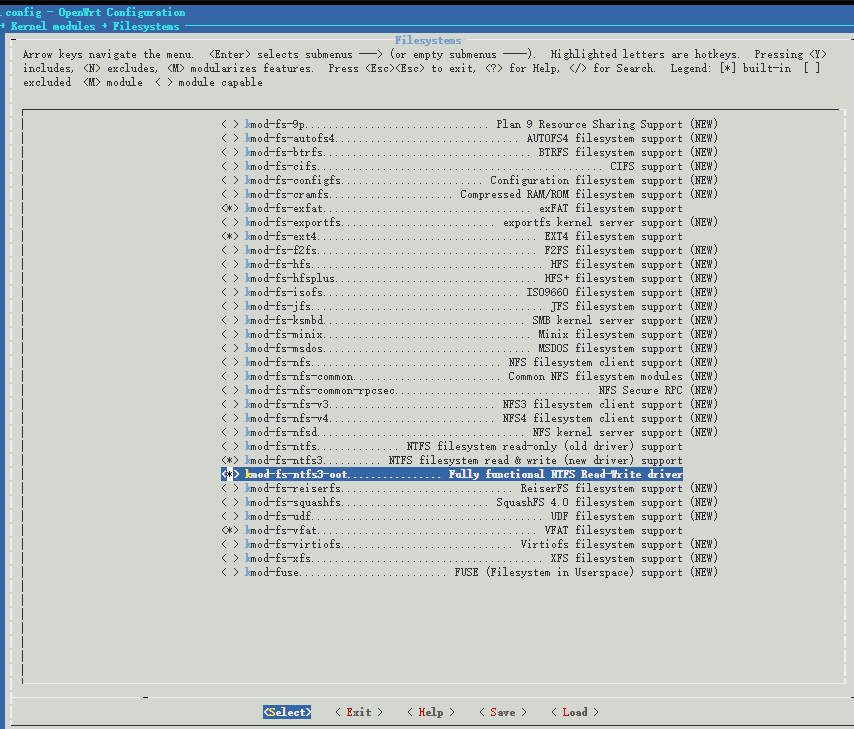 .config - OpenWrt Configuration
→ Kernel modules → Filesystems
Filesystems
Arrow keys navigate the menu.  <Enter> selects submenus ---> (or empty submenus ----).  Highlighted letters are hotkeys.  Pressing <Y>
includes, <N> excludes, <M> modularizes features.  Press <Esc><Esc> to exit, <?> for Help, </> for Search.  Legend: [*] built-in  [ ]
excluded  <M> module  < > module capable
< > kmod-fs-9p............................... Plan 9 Resource Sharing Support (NEW)
< > kmod-fs-autofs4............................... AUTOFS4 filesystem support (NEW)
< > kmod-fs-btrfs................................... BTRFS filesystem support (NEW)
< > kmod-fs-cifs............................................... CIFS support (NEW)
< > kmod-fs-configfs........................ Configuration filesystem support (NEW)
< > kmod-fs-cramfs..................... Compressed RAM/ROM filesystem support (NEW)
<*> kmod-fs-exfat................................... exFAT filesystem support
< > kmod-fs-exportfs.......................... exportfs kernel server support (NEW)
<*> kmod-fs-ext4..................................... EXT4 filesystem support
< > kmod-fs-f2fs..................................... F2FS filesystem support (NEW)
< > kmod-fs-hfs....................................... HFS filesystem support (NEW)
< > kmod-fs-hfsplus.................................. HFS+ filesystem support (NEW)
< > kmod-fs-isofs................................. ISO9660 filesystem support (NEW)
< > kmod-fs-jfs....................................... JFS filesystem support (NEW)
< > kmod-fs-ksmbd.................................. SMB kernel server support (NEW)
< > kmod-fs-minix................................... Minix filesystem support (NEW)
< > kmod-fs-msdos................................... MSDOS filesystem support (NEW)
< > kmod-fs-nfs................................ NFS filesystem client support (NEW)
< > kmod-fs-nfs-common......................... Common NFS filesystem modules (NEW)
< > kmod-fs-nfs-common-rpcsec................................ NFS Secure RPC (NEW)
< > kmod-fs-nfs-v3............................ NFS3 filesystem client support (NEW)
< > kmod-fs-nfs-v4............................ NFS4 filesystem client support (NEW)
< > kmod-fs-nfsd................................... NFS kernel server support (NEW)
< > kmod-fs-ntfs.............. NTFS filesystem read-only (old driver) support
<*> kmod-fs-ntfs3.......... NTFS filesystem read & write (new driver) support
<*> kmod-fs-ntfs3-oot................ Fully functional NTFS Read-Write driver
< > kmod-fs-reiserfs............................. ReiserFS filesystem support (NEW)
< > kmod-fs-squashfs......................... SquashFS 4.0 filesystem support (NEW)
< > kmod-fs-udf....................................... UDF filesystem support (NEW)
<*> kmod-fs-vfat..................................... VFAT filesystem support
< > kmod-fs-virtiofs............................. Virtiofs filesystem support (NEW)
< > kmod-fs-xfs....................................... XFS filesystem support (NEW)
< > kmod-fuse......................... FUSE (Filesystem in Userspace) support (NEW)
<Select>    < Exit >    < Help >    < Save >    < Load >